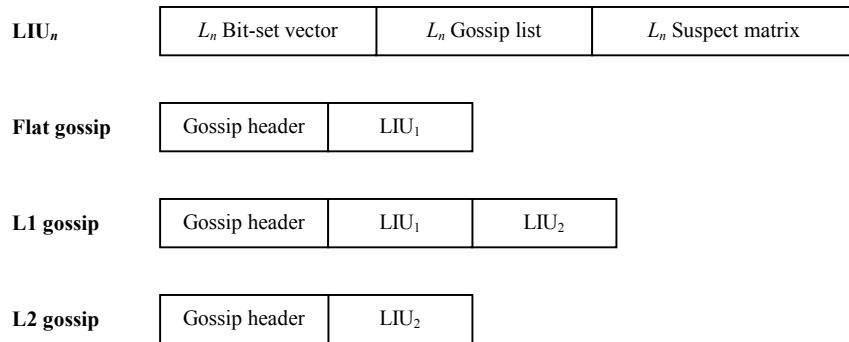 LIUn Ln Bit-set vector Ln Gossip list Ln Suspect matrix
Flat gossip Gossip header LIU1
L1 gossip Gossip header LIU1 LIU2
L2 gossip Gossip header LIU2